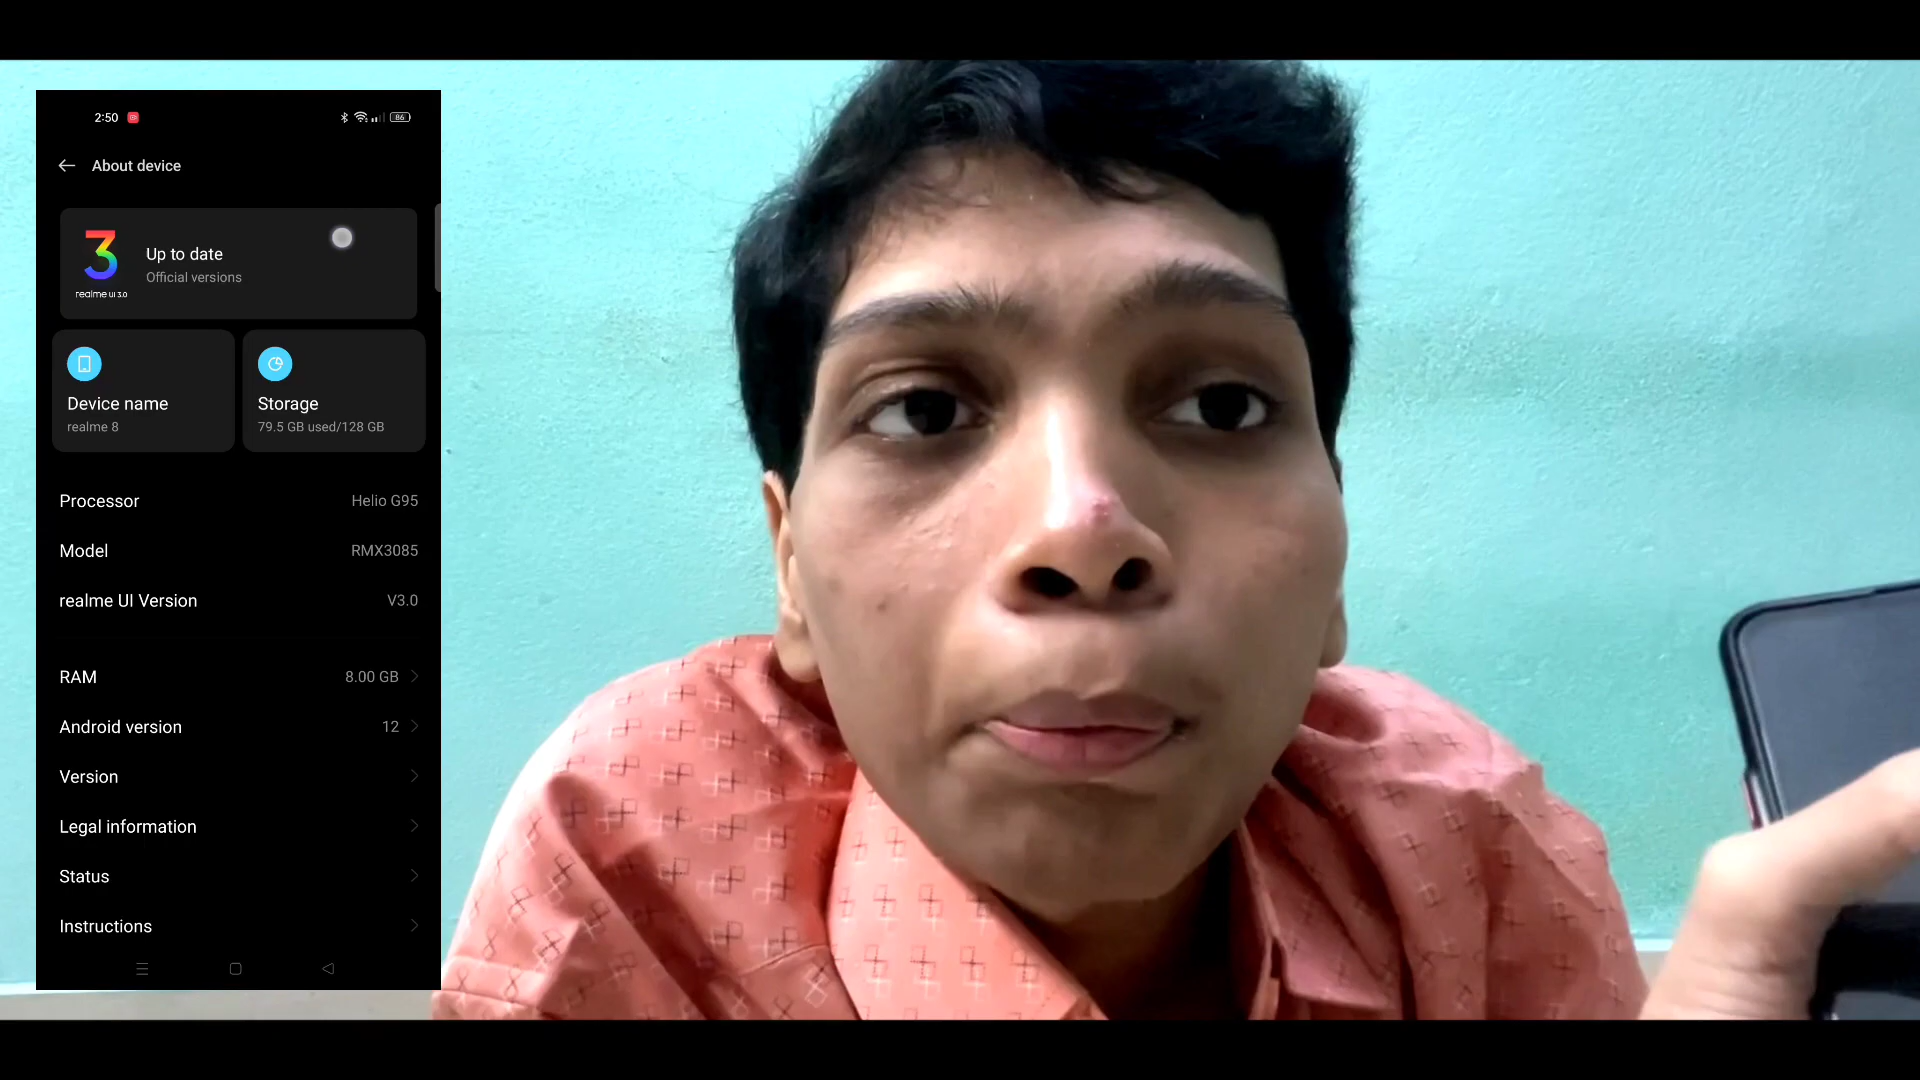 2:50
86
About device
3
realme UI 3.0
Up to date
Official versions
Device name
realme 8
Storage
79.5 GB used/128 GB
Processor
Helio G95
Model
RMX3085
realme UI Version
V3.0
RAM
8.00 GB
Android version
12
Version
Legal information
Status
Instructions